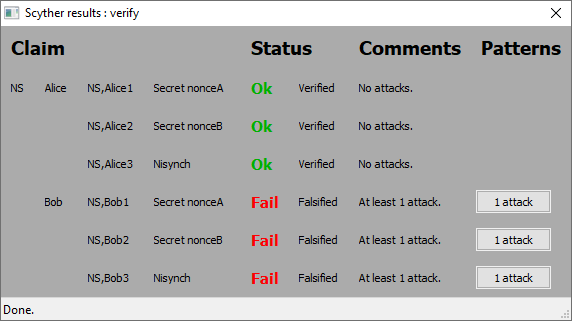 Scyther results : verify
Claim Status Comments Patterns
NS Alice NS,Alice1 Secret nonceA Ok Verified No attacks.
NS,Alice2 Secret nonceB Ok Verified No attacks.
NS,Alice3 Nisynch Ok Verified No attacks.
Bob NS,Bob1 Secret nonceA Fail Falsified At least 1 attack. 1 attack
NS,Bob2 Secret nonceB Fail Falsified At least 1 attack. 1 attack
NS,Bob3 Nisynch Fail Falsified At least 1 attack. 1 attack
Done.